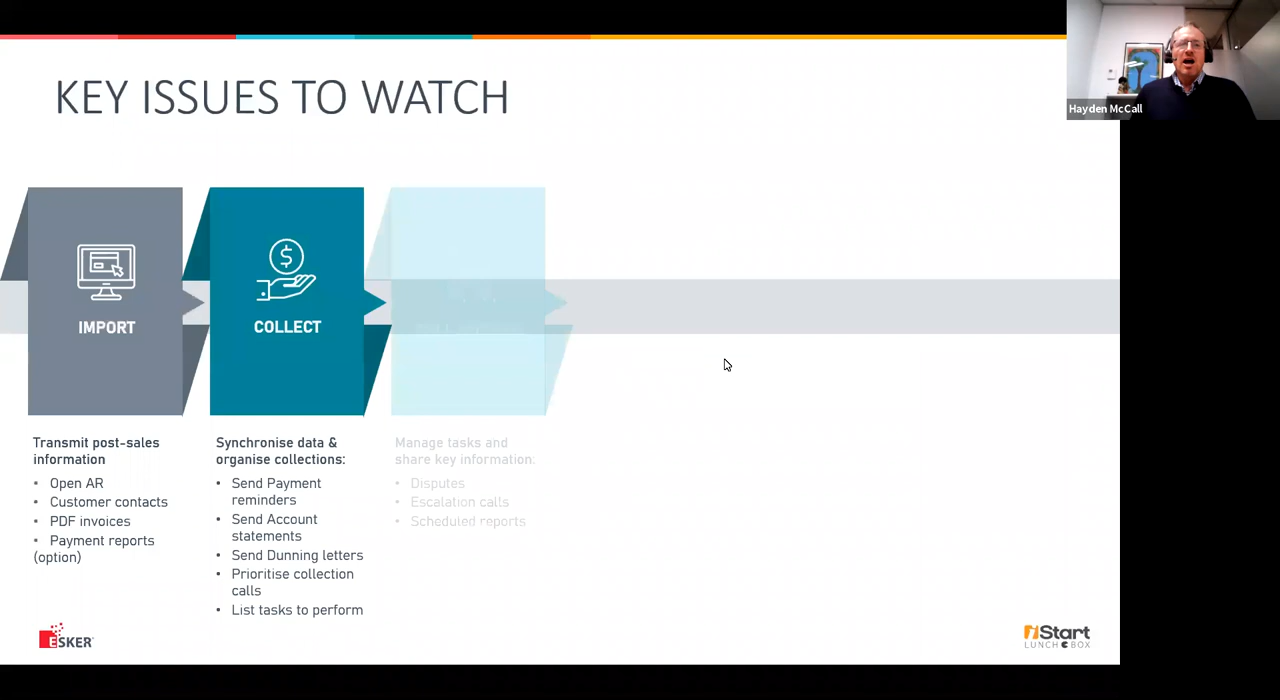 KEY ISSUES TO WATCH
Hayden McCall
IMPORT
COLLECT
Transmit post-sales
information
• Open AR
• Customer contacts
• PDF invoices
• Payment reports
(option)
Synchronise data &
organise collections:
• Send Payment
reminders
• Send Account
statements
• Send Dunning letters
• Prioritise collection
calls
• List tasks to perform
Manage tasks and
share key information:
• Disputes
• Escalation calls
• Scheduled reports
ESKER
iStart
LUNCH BOX